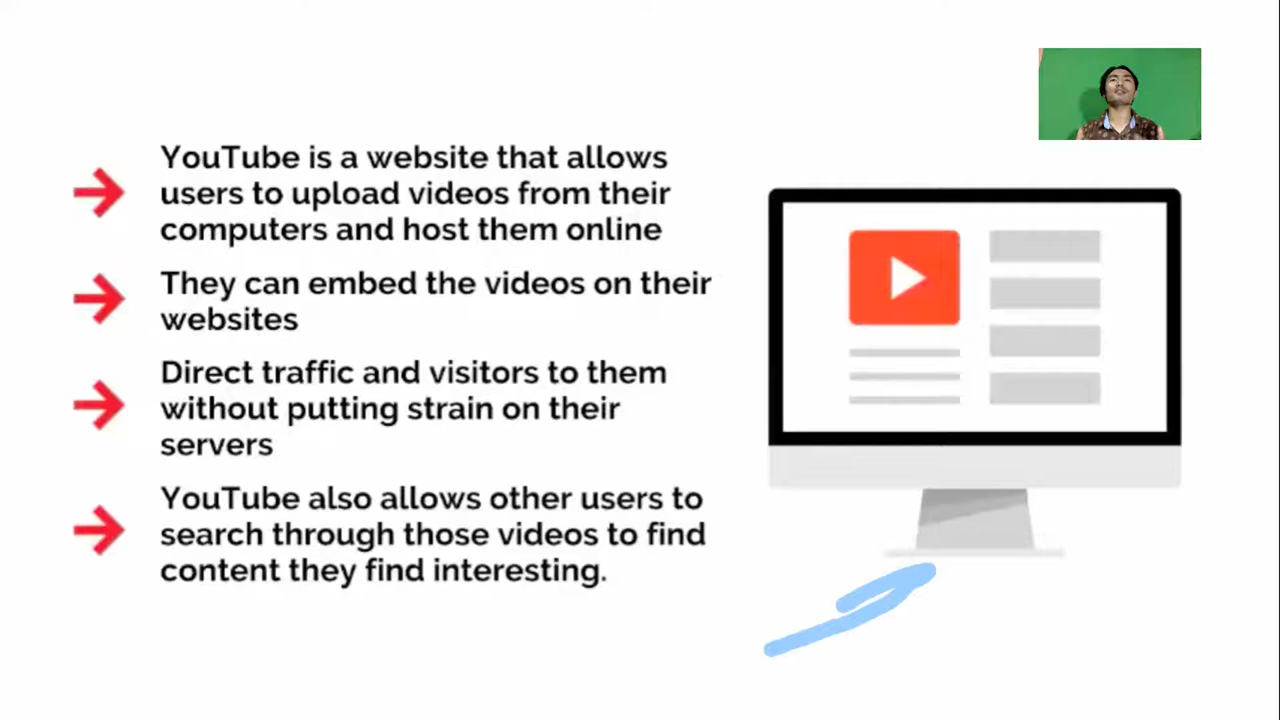 YouTube is a website that allows
users to upload videos from their
computers and host them online
They can embed the videos on their
websites
Direct traffic and visitors to them
without putting strain on their
servers
YouTube also allows other users to
search through those videos to find
content they find interesting.